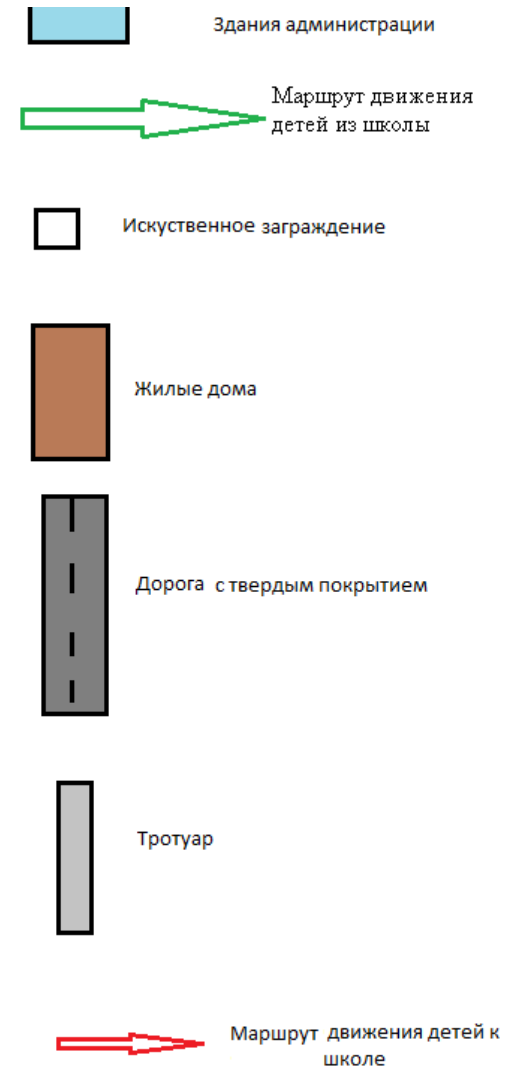 Здания администрации
Маршрут движения
детей из школы
Искуственное заграждение
Жилые дома
Дорога с твердым покрытием
Тротуар
Маршрут движения детей к
школе